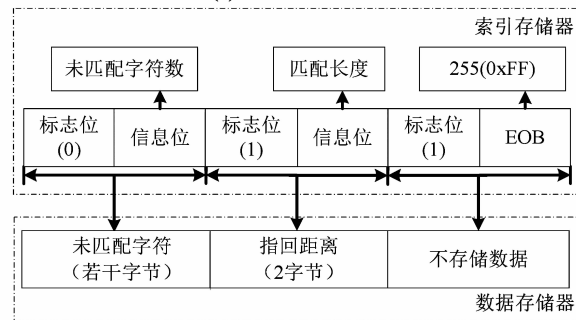 索引存储器
未匹配字符数
匹配长度
255(0xFF)
标志位
(0)
信息位
标志位
(1)
信息位
标志位
(1)
EOB
未匹配字符
（若干字节）
指回距离
（2字节）
不存储数据
数据存储器